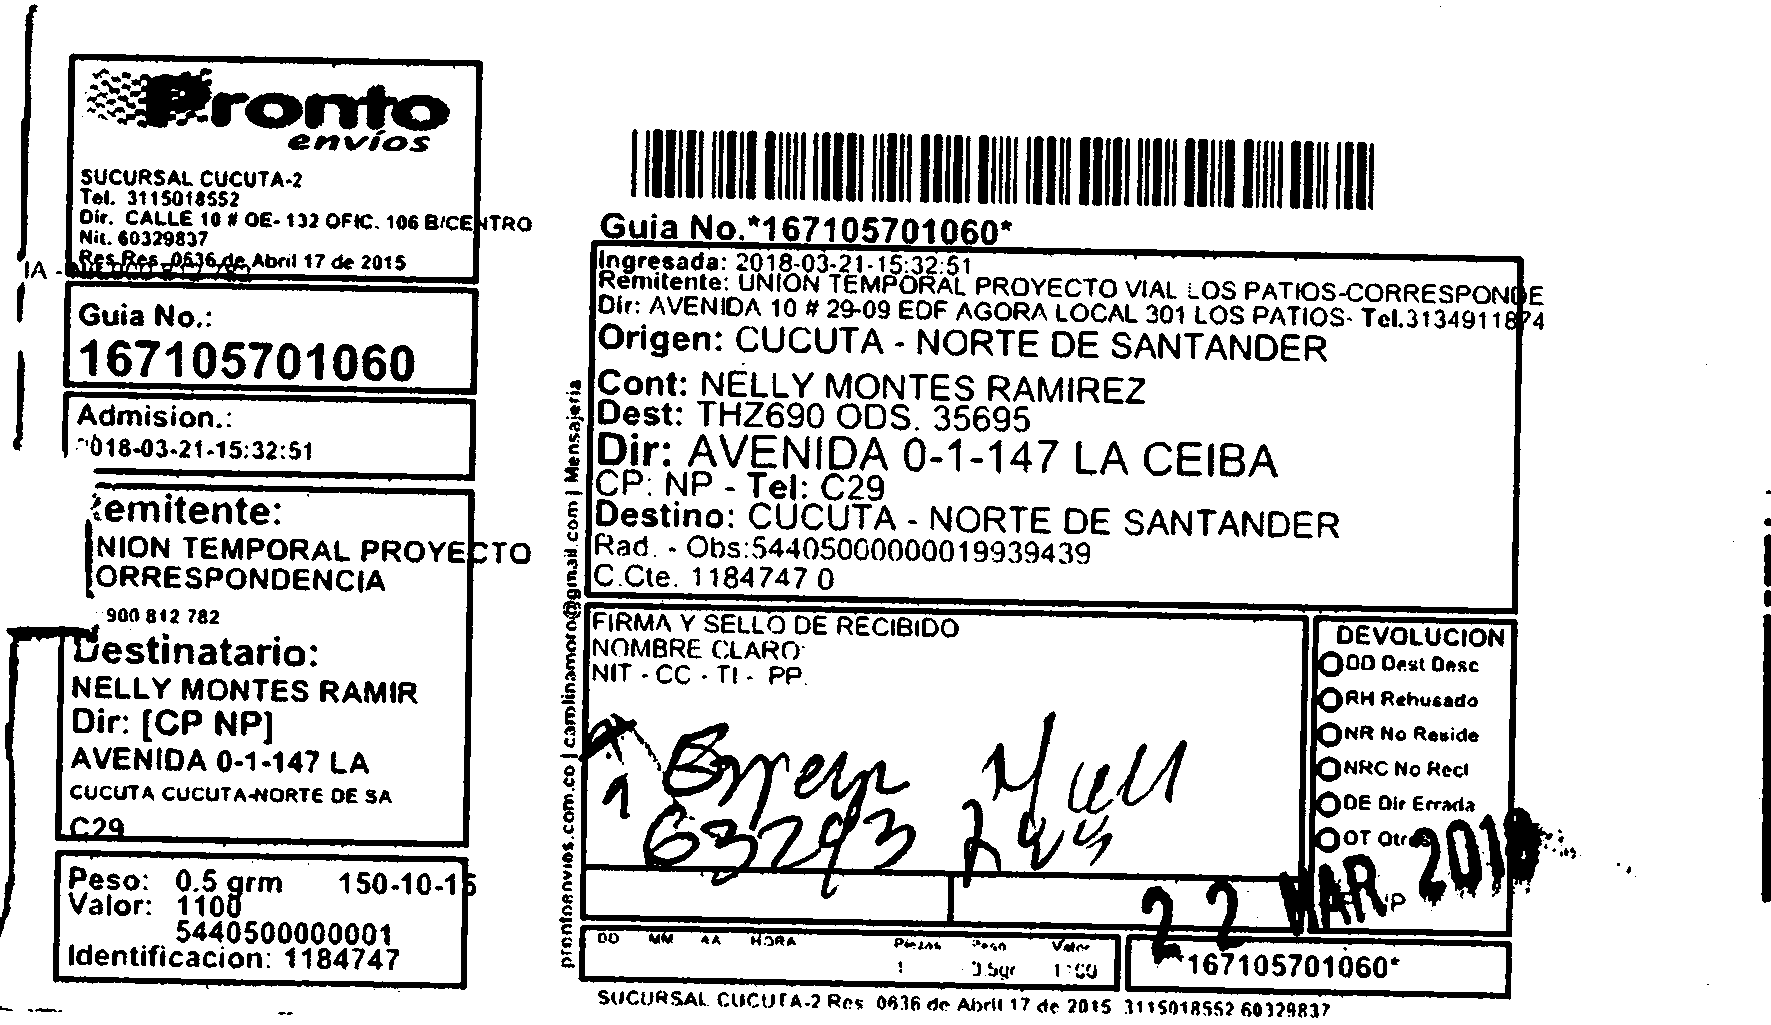 Pronto
envíos
SUCURSAL CUCUTA-2
Tel. 3115018552
Dir. CALLE 10 # OE- 132 OFIC. 106 B/CENTRO
Nit. 60329837
Res Res 0636 de Abril 17 de 2015
IA -
Guia No.:
167105701060
Admision.:
2018-03-21-15:32:51
Remitente:
NION TEMPORAL PROYECTO
ORRESPONDENCIA
900 812 782
Destinatario:
NELLY MONTES RAMIR
Dir: [CP NP]
AVENIDA 0-1-147 LA
CUCUTA CUCUTA-NORTE DE SA
C29
Peso: 0.5 grm 150-10-15
Valor: 1100
5440500000001
Identificacion: 1184747
prontoenvios.com.co | camlinamoro@gmail.com | Mensajeria
Guia No.*167105701060*
Ingresada: 2018-03-21-15:32:51
Remitente: UNION TEMPORAL PROYECTO VIAL LOS PATIOS-CORRESPONDE
Dir: AVENIDA 10 # 29-09 EDF AGORA LOCAL 301 LOS PATIOS- Tel.3134911874
Origen: CUCUTA - NORTE DE SANTANDER
Cont: NELLY MONTES RAMIREZ
Dest: THZ690 ODS. 35695
Dir: AVENIDA 0-1-147 LA CEIBA
CP: NP - Tel: C29
Destino: CUCUTA - NORTE DE SANTANDER
Rad. - Obs:54405000000019939439
C.Cte. 1184747 0
FIRMA Y SELLO DE RECIBIDO
NOMBRE CLARO
NIT - CC - TI - PP.
63293
DEVOLUCION
DD Dest Desc
RH Rehusado
NR No Reside
NRC No Recl
DE Dir Errada
OT Otros
22 MAR 2018
DD MM AA HORA Piezas Peso Valor
1 0.5gr 1100
*167105701060*
SUCURSAL CUCUTA-2 Res 0636 de Abril 17 de 2015 3115018552 60329837